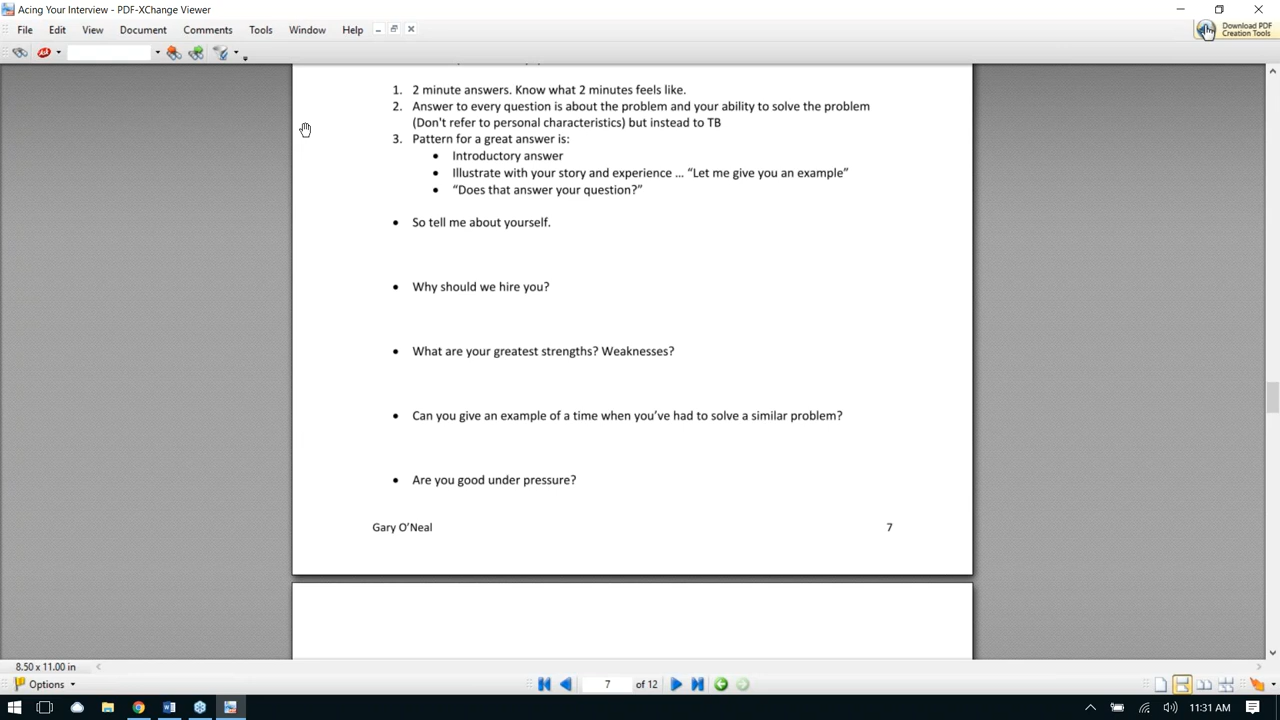 Acing Your Interview - PDF-XChange Viewer
File Edit View Document Comments Tools Window Help
Download PDF
Creation Tools
1. 2 minute answers. Know what 2 minutes feels like.
2. Answer to every question is about the problem and your ability to solve the problem
(Don't refer to personal characteristics) but instead to TB
3. Pattern for a great answer is:
• Introductory answer
• Illustrate with your story and experience … “Let me give you an example”
• “Does that answer your question?”
• So tell me about yourself.
• Why should we hire you?
• What are your greatest strengths? Weaknesses?
• Can you give an example of a time when you’ve had to solve a similar problem?
• Are you good under pressure?
Gary O’Neal 7
8.50 x 11.00 in
Options 7 of 12
11:31 AM